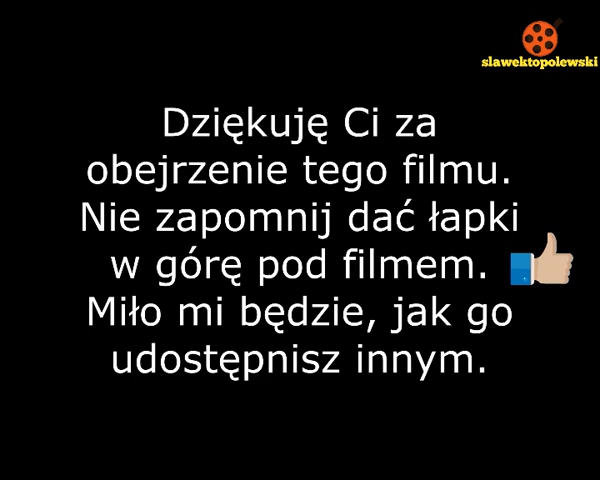 slawektopolewski
Dziękuję Ci za
obejrzenie tego filmu.
Nie zapomnij dać łapki
w górę pod filmem.
Miło mi będzie, jak go
udostępnisz innym.